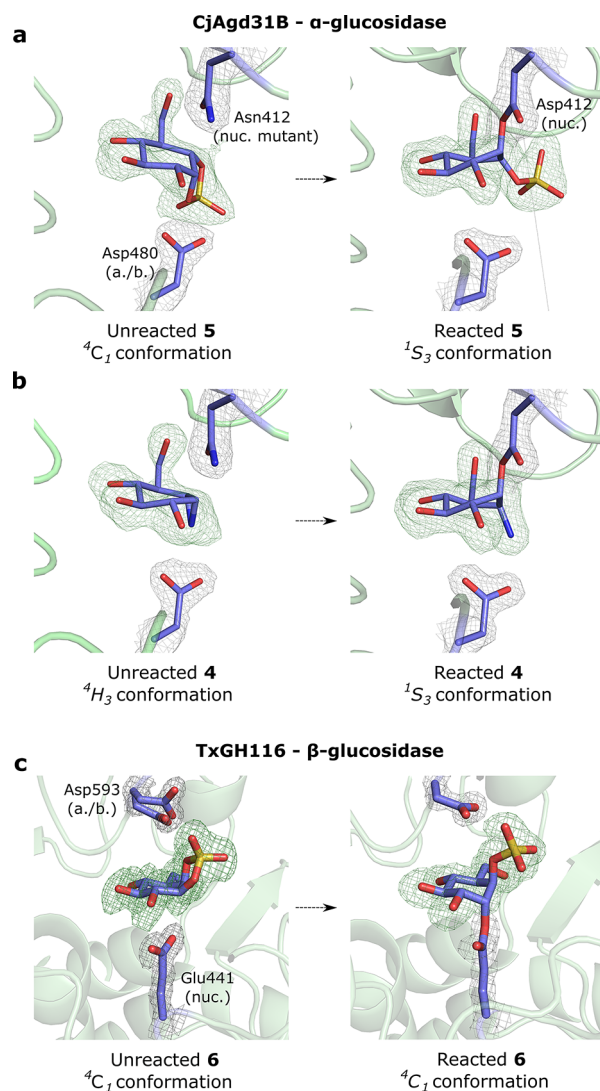 CjAgd31B - α-glucosidase
a
Asn412
(nuc. mutant)
Asp412
(nuc.)
Asp480
(a./b.)
Unreacted 5
⁴C₁ conformation
Reacted 5
¹S₃ conformation
b
Unreacted 4
⁴H₃ conformation
Reacted 4
¹S₃ conformation
TxGH116 - β-glucosidase
c
Asp593
(a./b.)
Glu441
(nuc.)
Unreacted 6
⁴C₁ conformation
Reacted 6
⁴C₁ conformation